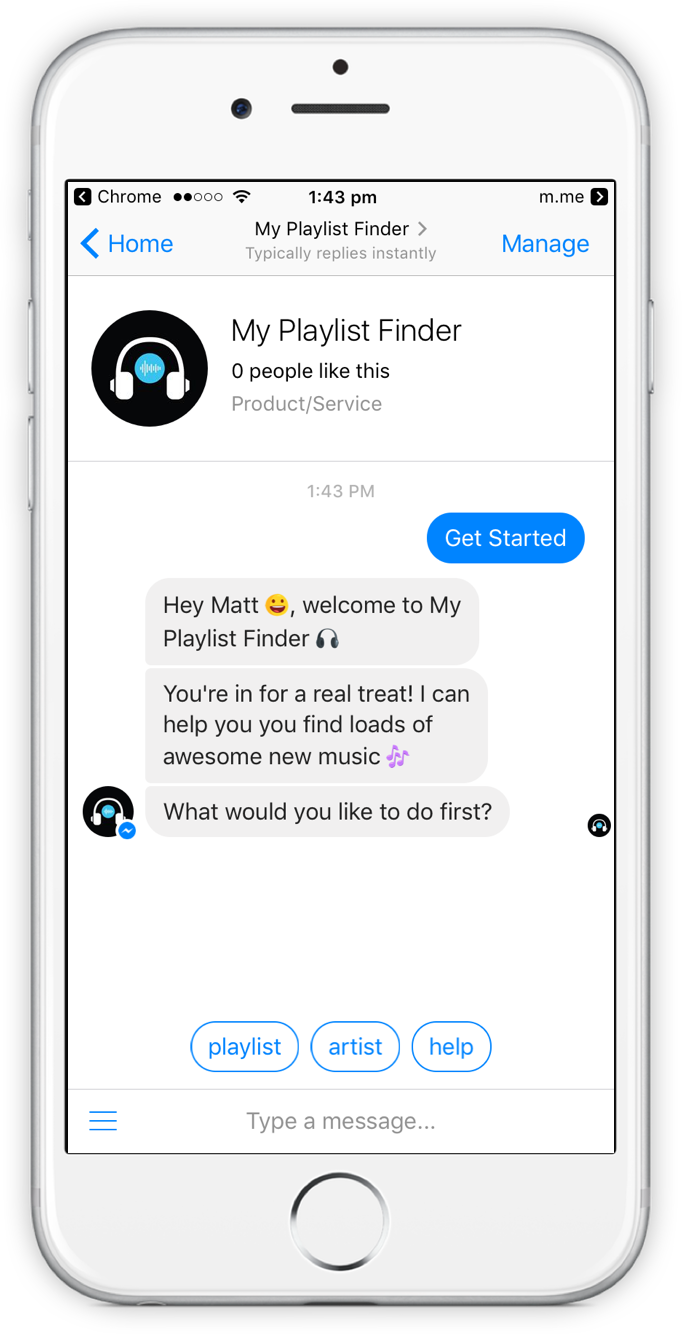 Chrome 1:43 pm m.me
Home My Playlist Finder Manage
Typically replies instantly
My Playlist Finder
0 people like this
Product/Service
1:43 PM
Get Started
Hey Matt 😀, welcome to My
Playlist Finder 🎧
You're in for a real treat! I can
help you you find loads of
awesome new music 🎶
What would you like to do first?
playlist artist help
Type a message...